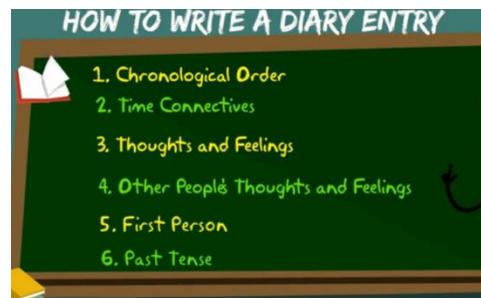 HOW TO WRITE A DIARY ENTRY
1. Chronological Order
2. Time Connectives
3. Thoughts and Feelings
4. Other People's Thoughts and Feelings
5. First Person
6. Past Tense